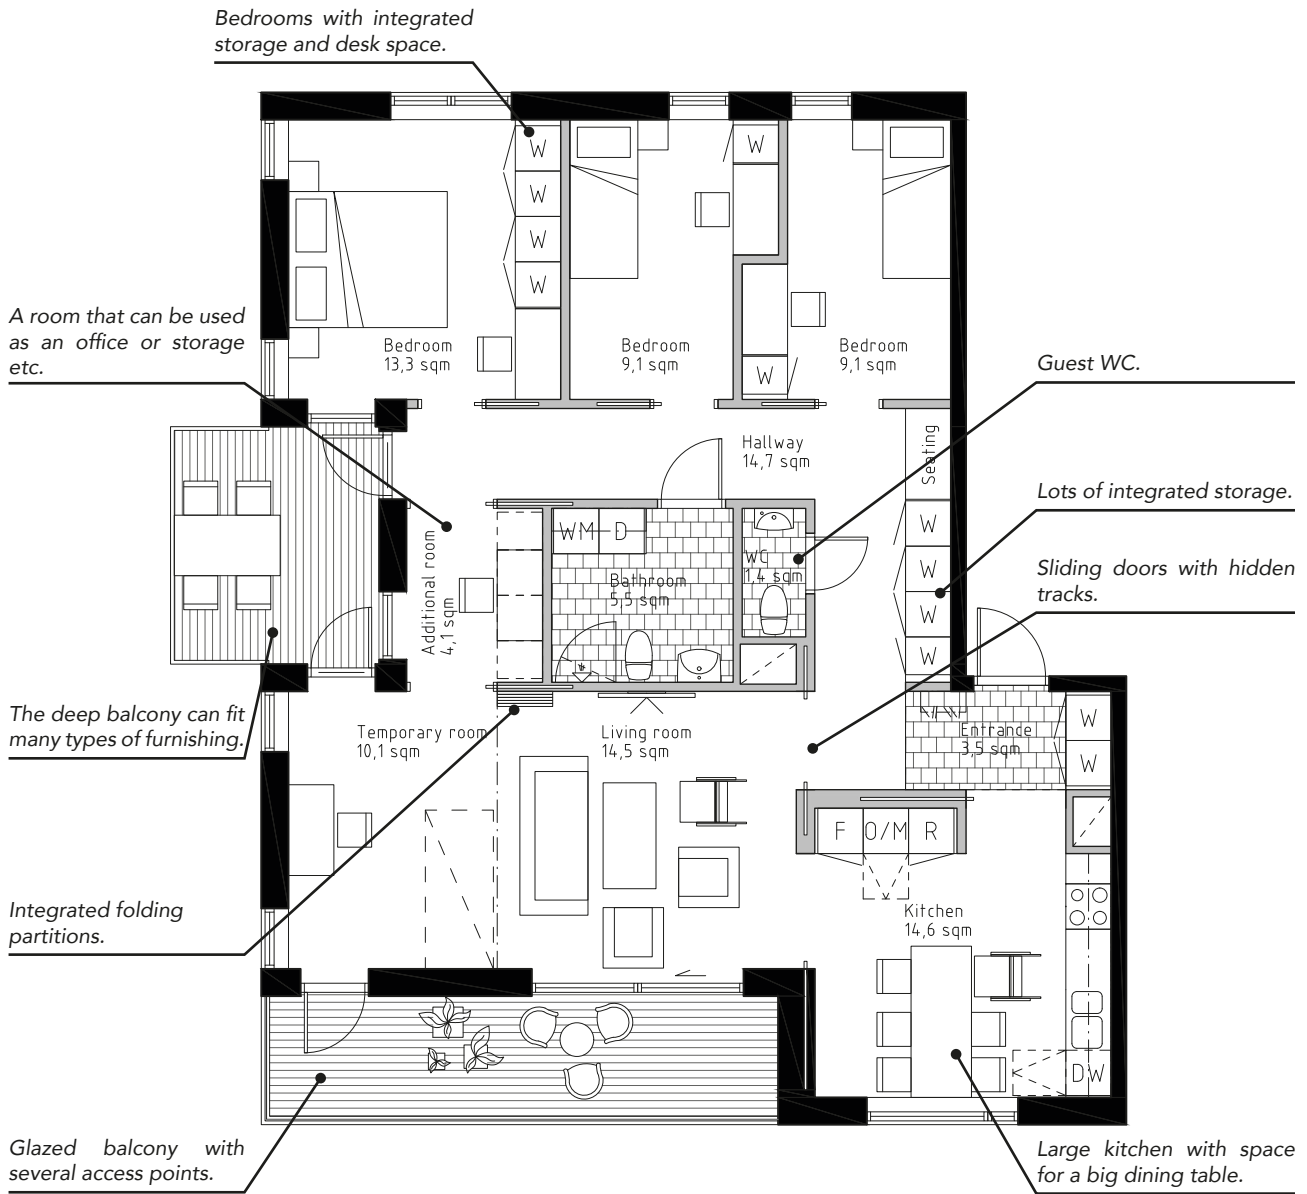 Bedrooms with integrated
storage and desk space.
W
W
W
W
W
W
Bedroom
13,3 sqm
Bedroom
9,1 sqm
Bedroom
9,1 sqm
A room that can be used
as an office or storage
etc.
Guest WC.
Hallway
14,7 sqm
Seating
Lots of integrated storage.
W
W
W
W
WM
D
WC
1,4 sqm
Bathroom
5,5 sqm
Additional room
4,1 sqm
Sliding doors with hidden
tracks.
The deep balcony can fit
many types of furnishing.
Temporary room
10,1 sqm
Living room
14,5 sqm
Entrance
3,5 sqm
W
W
F
O/M
R
Integrated folding
partitions.
Kitchen
14,6 sqm
DW
Glazed balcony with
several access points.
Large kitchen with space
for a big dining table.